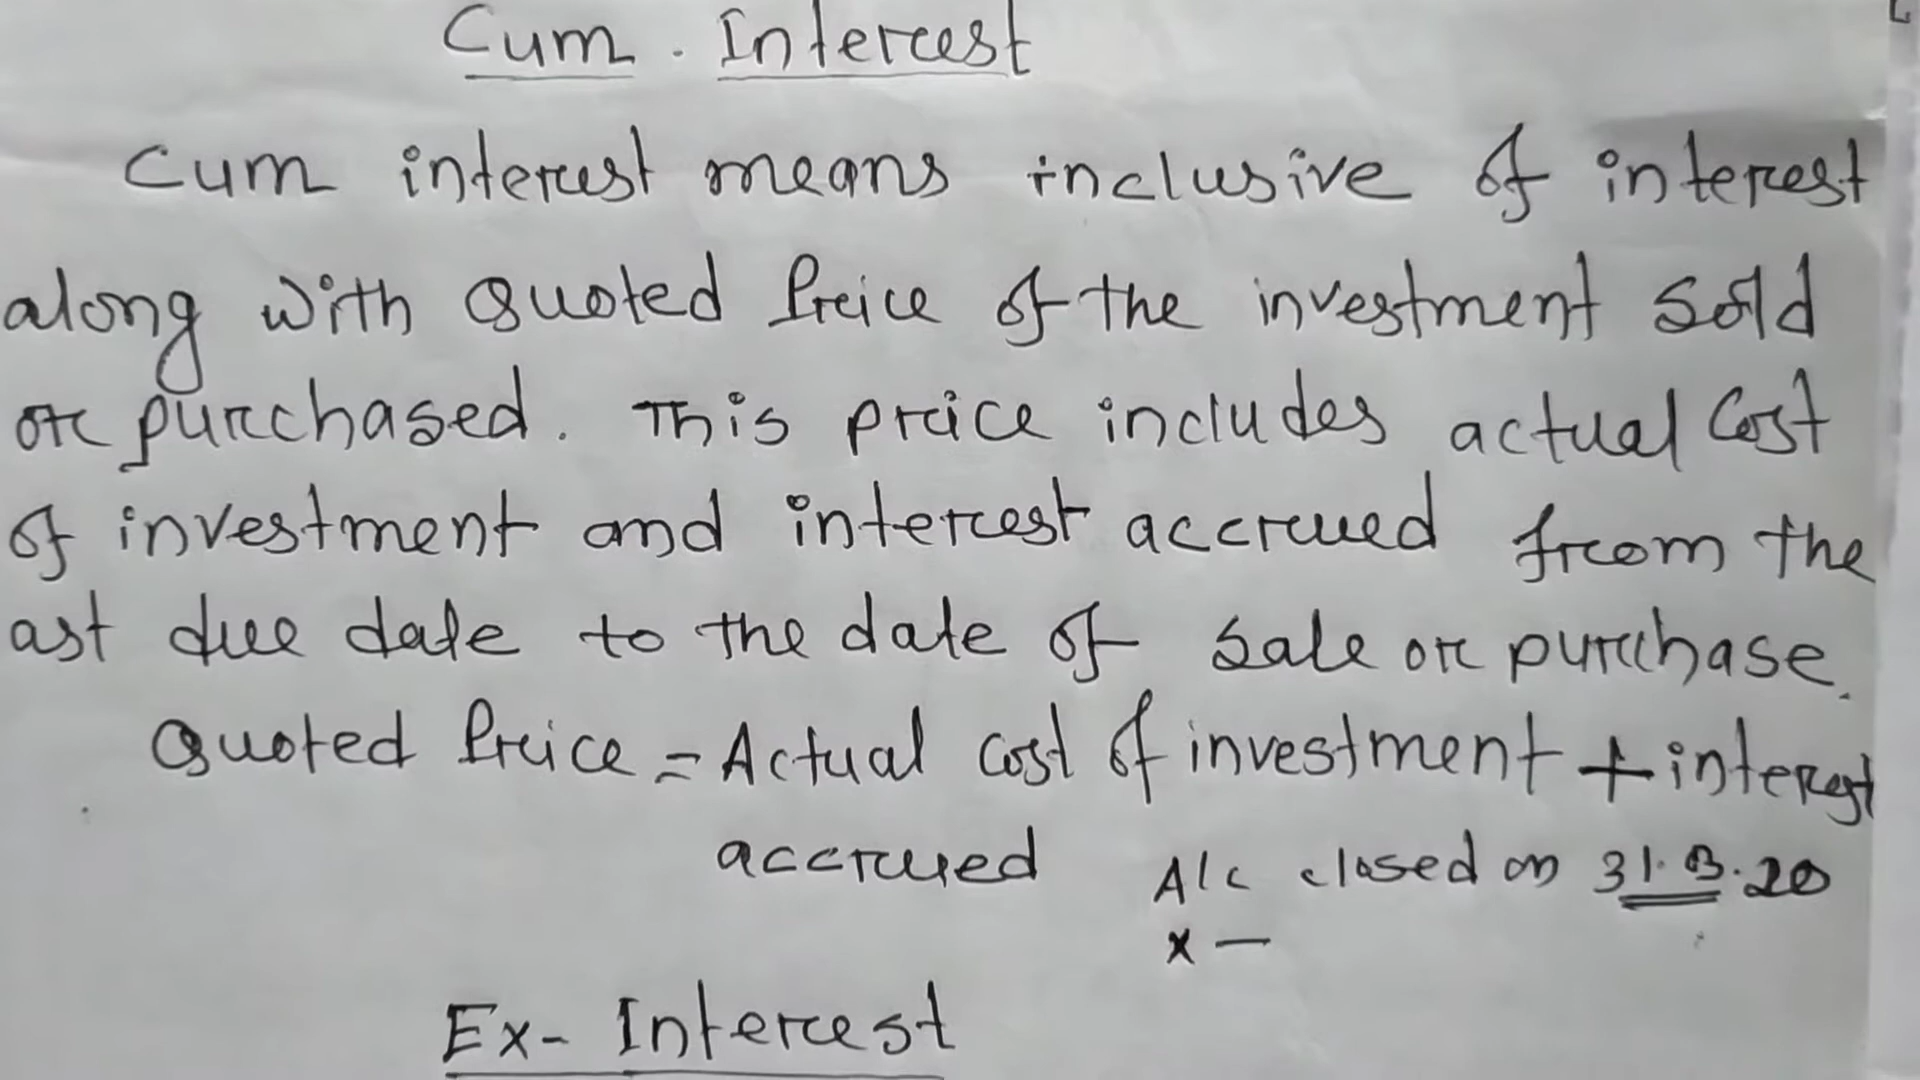 Cum - Interest
Cum interest means inclusive of interest
along with Quoted Price of the investment sold
or purchased. This price includes actual Cost
of investment and interest accrued from the
ast due date to the date of sale or purchase.
Quoted Price = Actual cost of investment + interest
accrued
A/c closed on 31.3.20
x —
Ex- Interest